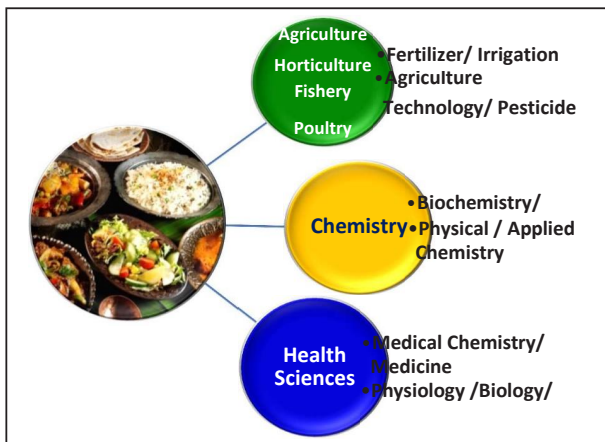 Agriculture
Horticulture
Fishery
Poultry
•Fertilizer/ Irrigation
•Agriculture
Technology/ Pesticide
Chemistry
•Biochemistry/
•Physical / Applied
Chemistry
Health
Sciences
•Medical Chemistry/
Medicine
•Physiology /Biology/